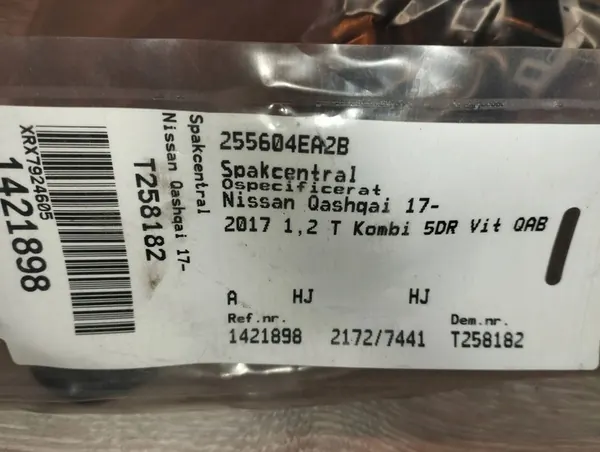 XRX7924605
1421898
T258182
Nissan Qashqai 17-
Spakcentral
255604EA2B
Spakcentral
Ospecificerat
Nissan Qashqai 17-
2017 1,2 T Kombi 5DR Vit QAB
A HJ HJ
Ref.nr. Dem.nr.
1421898 2172/7441 T258182